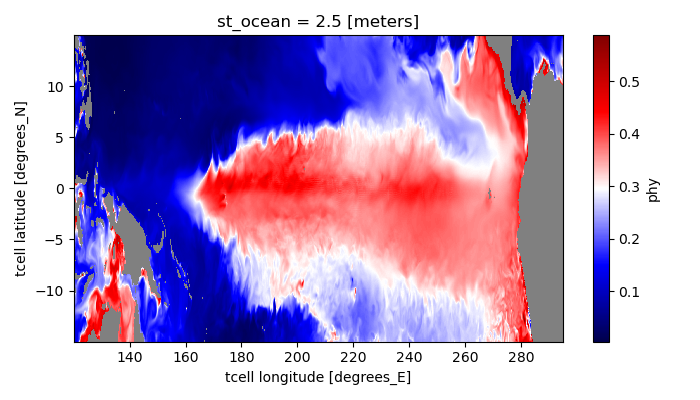 st_ocean = 2.5 [meters]
10
5
0
−5
−10
tcell latitude [degrees_N]
140 160 180 200 220 240 260 280
tcell longitude [degrees_E]
0.5
0.4
0.3
0.2
0.1
phy